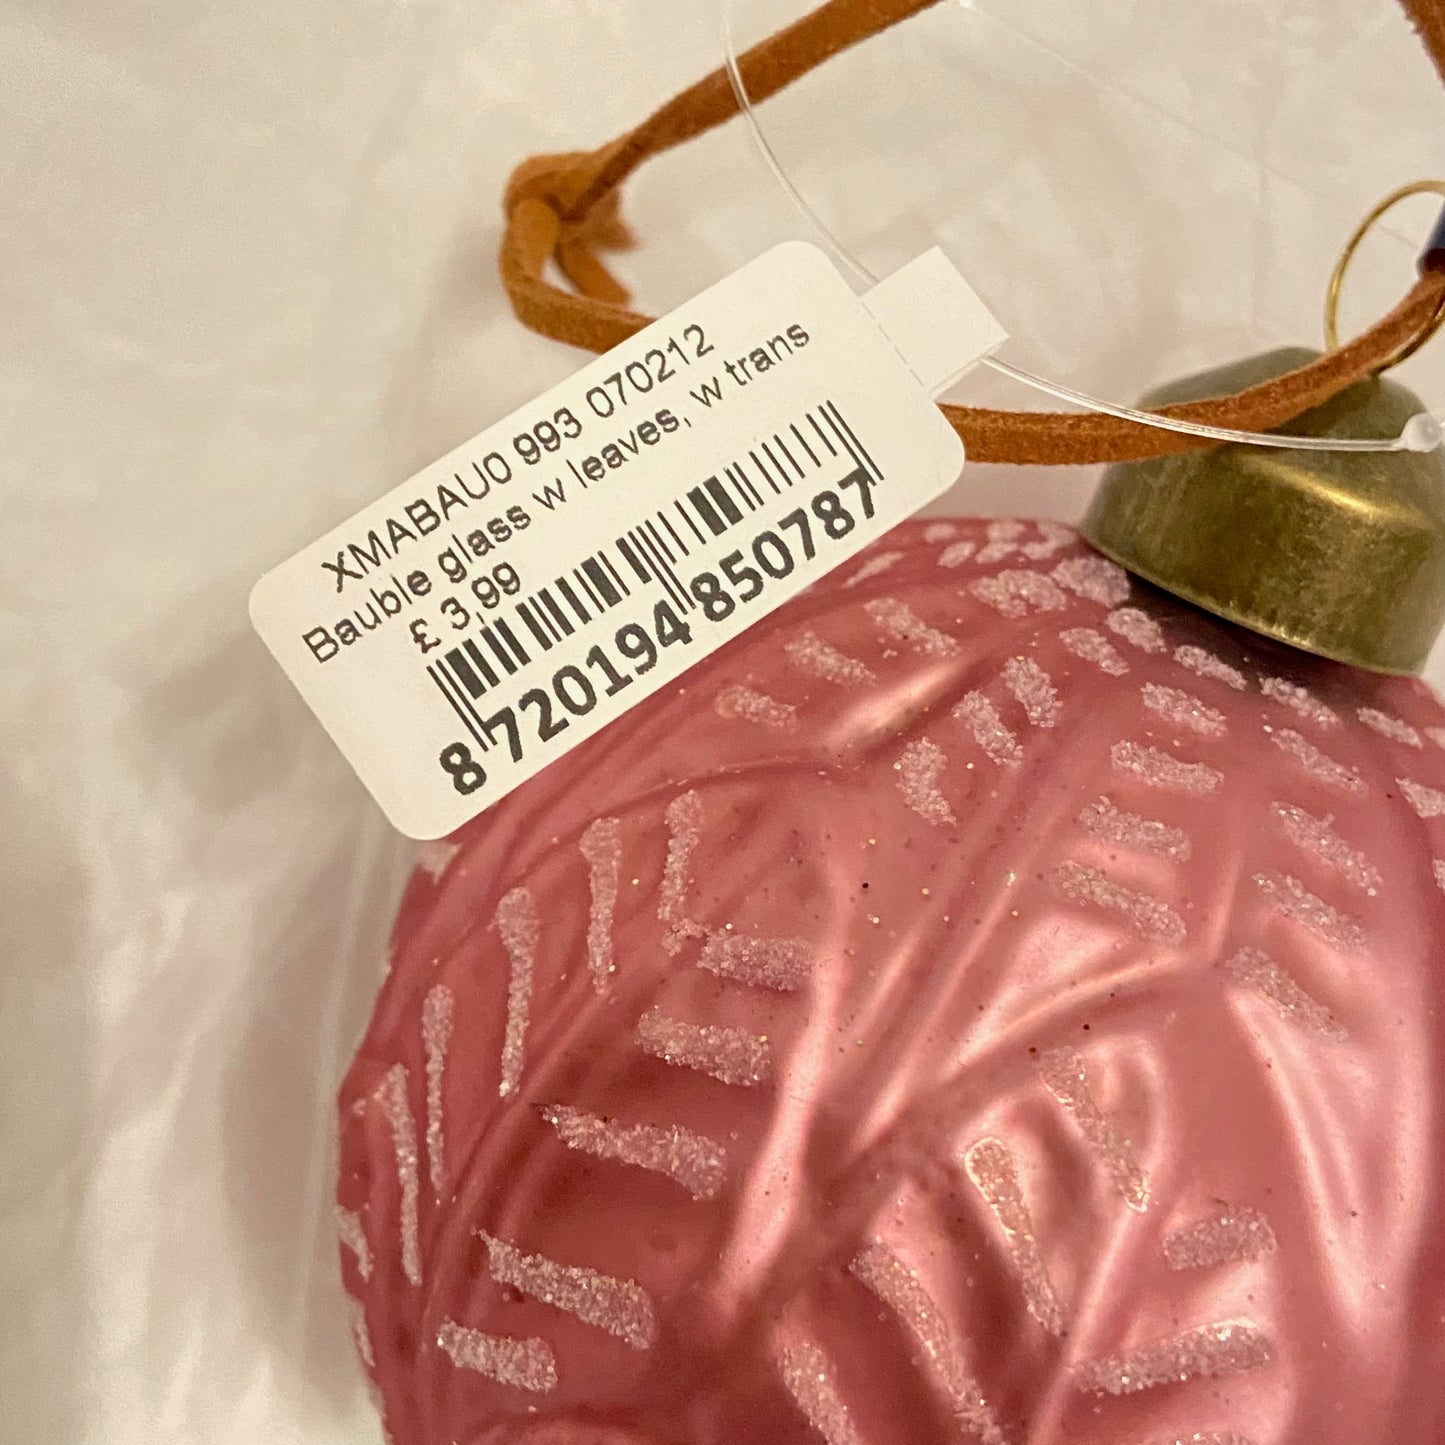 XMABAU0 993 070212
Bauble glass w leaves, w trans
£ 3,99
8 720194 850787